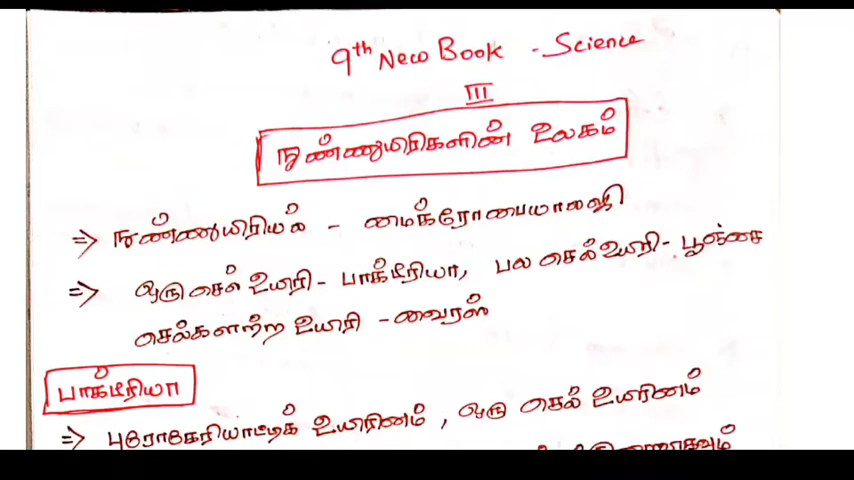 9th New Book - Science
III
நுண்ணுயிரிகளின் உலகம்
=> நுண்ணுயிரியல் - மைக்ரோபையாலஜி
=> ஒரு செல் உயிரி - பாக்டீரியா, பல செல் உயிரி - பூஞ்சை
செல்களற்ற உயிரி - வைரஸ்
பாக்டீரியா
=> புரோகேரியாட்டிக் உயிரினம், ஒரு செல் உயிரினம்